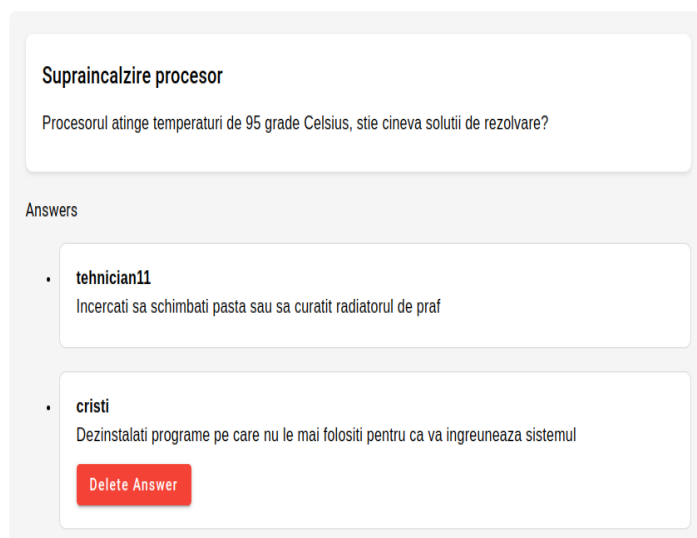 Supraincalzire procesor
Procesorul atinge temperaturi de 95 grade Celsius, stie cineva solutii de rezolvare?
Answers
tehnician11
Incercati sa schimbati pasta sau sa curatit radiatorul de praf
cristi
Dezinstalati programe pe care nu le mai folositi pentru ca va ingreuneaza sistemul
Delete Answer